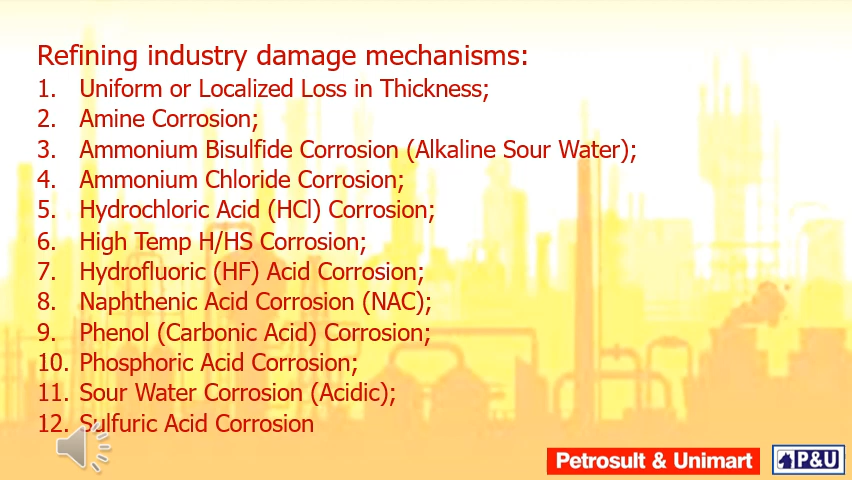 Refining industry damage mechanisms:
1. Uniform or Localized Loss in Thickness;
2. Amine Corrosion;
3. Ammonium Bisulfide Corrosion (Alkaline Sour Water);
4. Ammonium Chloride Corrosion;
5. Hydrochloric Acid (HCl) Corrosion;
6. High Temp H/HS Corrosion;
7. Hydrofluoric (HF) Acid Corrosion;
8. Naphthenic Acid Corrosion (NAC);
9. Phenol (Carbonic Acid) Corrosion;
10. Phosphoric Acid Corrosion;
11. Sour Water Corrosion (Acidic);
12. Sulfuric Acid Corrosion
Petrosult & Unimart P&U